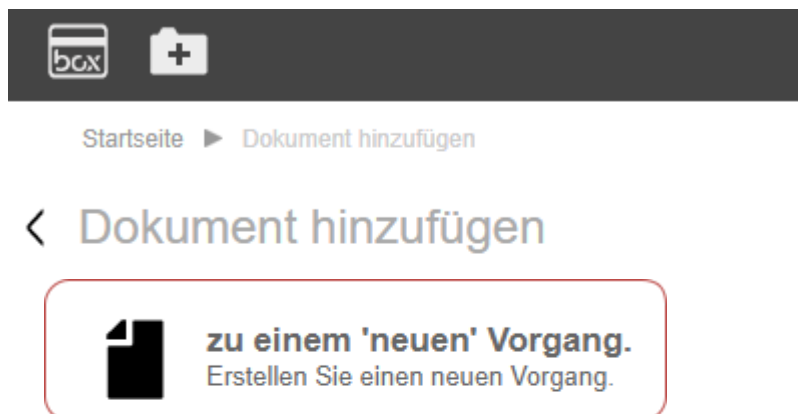 box
Startseite ▶ Dokument hinzufügen
Dokument hinzufügen
zu einem 'neuen' Vorgang.
Erstellen Sie einen neuen Vorgang.